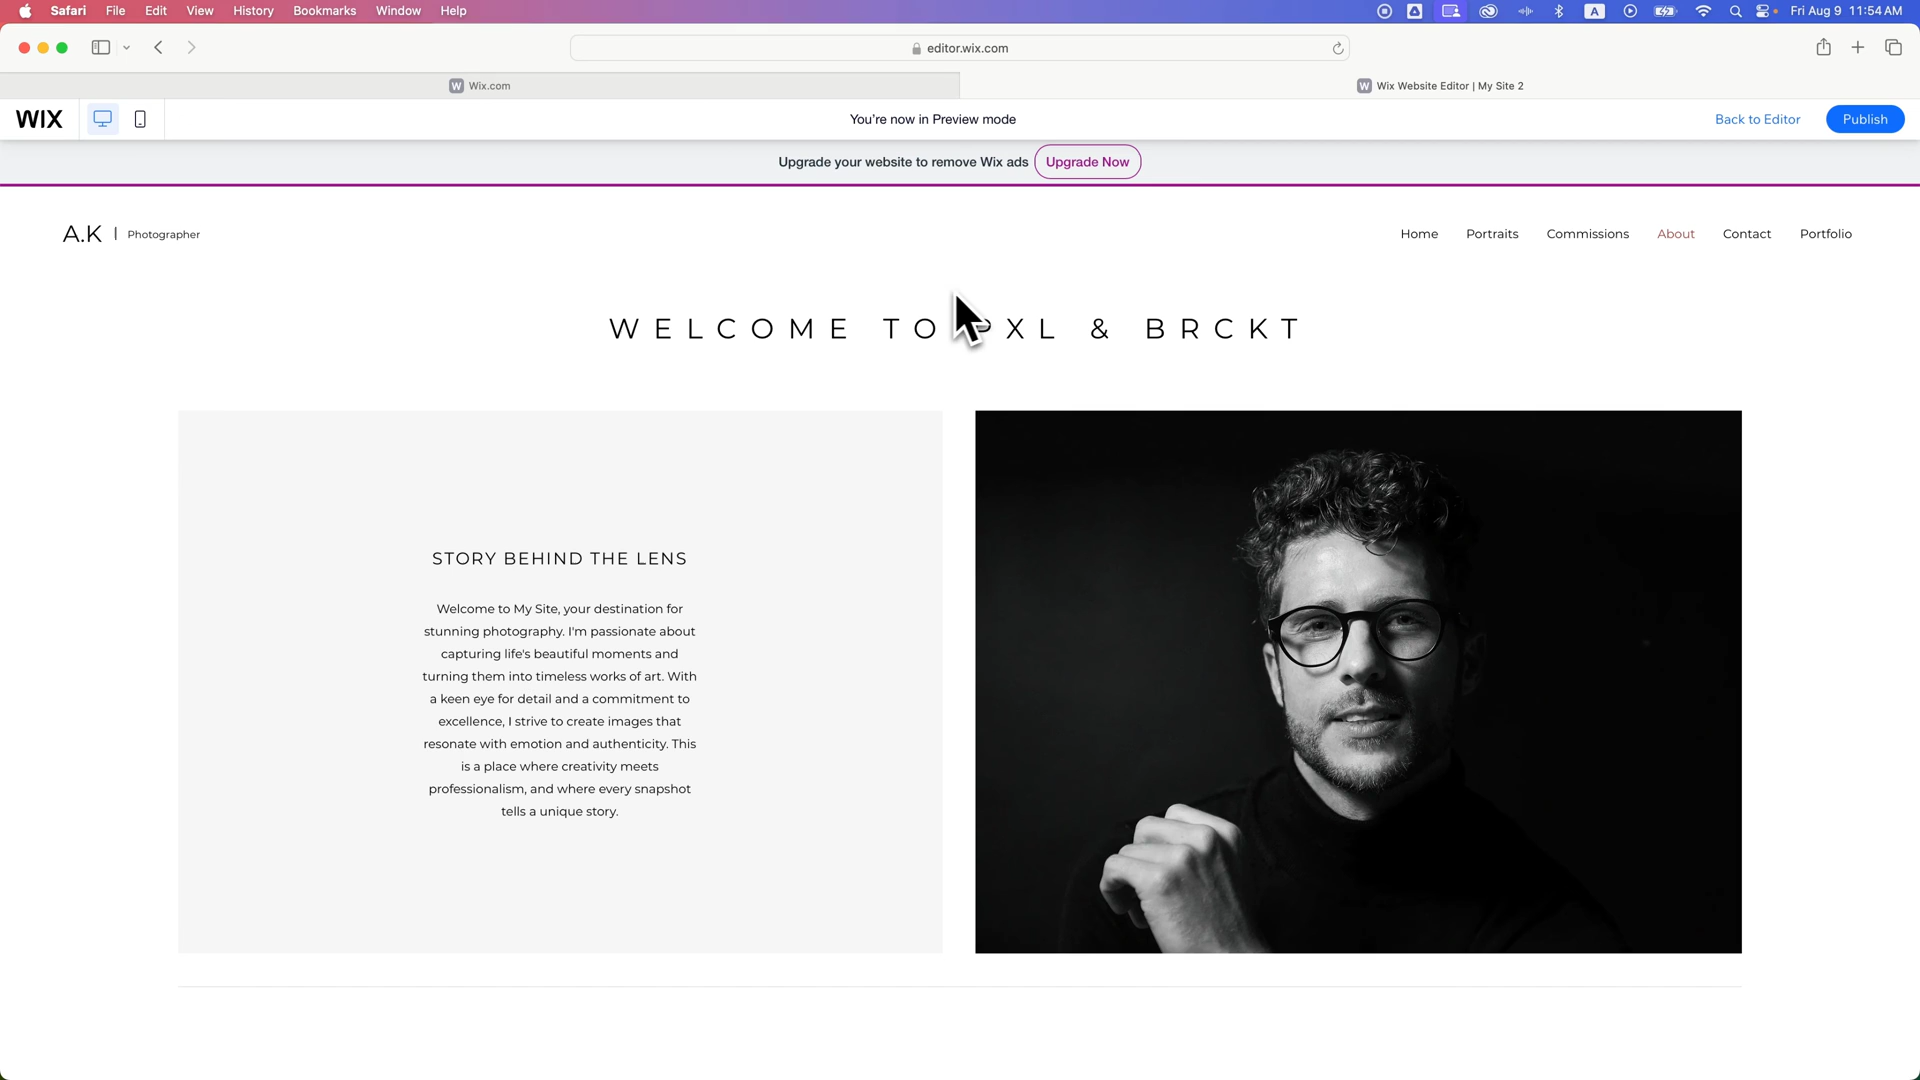 Safari File Edit View History Bookmarks Window Help A Fri Aug 9 11:54 AM
editor.wix.com
W Wix.com W Wix Website Editor | My Site 2
WIX You're now in Preview mode Back to Editor Publish
Upgrade your website to remove Wix ads Upgrade Now
A.K | Photographer Home Portraits Commissions About Contact Portfolio
WELCOME TO PXL & BRCKT
STORY BEHIND THE LENS
Welcome to My Site, your destination for
stunning photography. I'm passionate about
capturing life's beautiful moments and
turning them into timeless works of art. With
a keen eye for detail and a commitment to
excellence, I strive to create images that
resonate with emotion and authenticity. This
is a place where creativity meets
professionalism, and where every snapshot
tells a unique story.